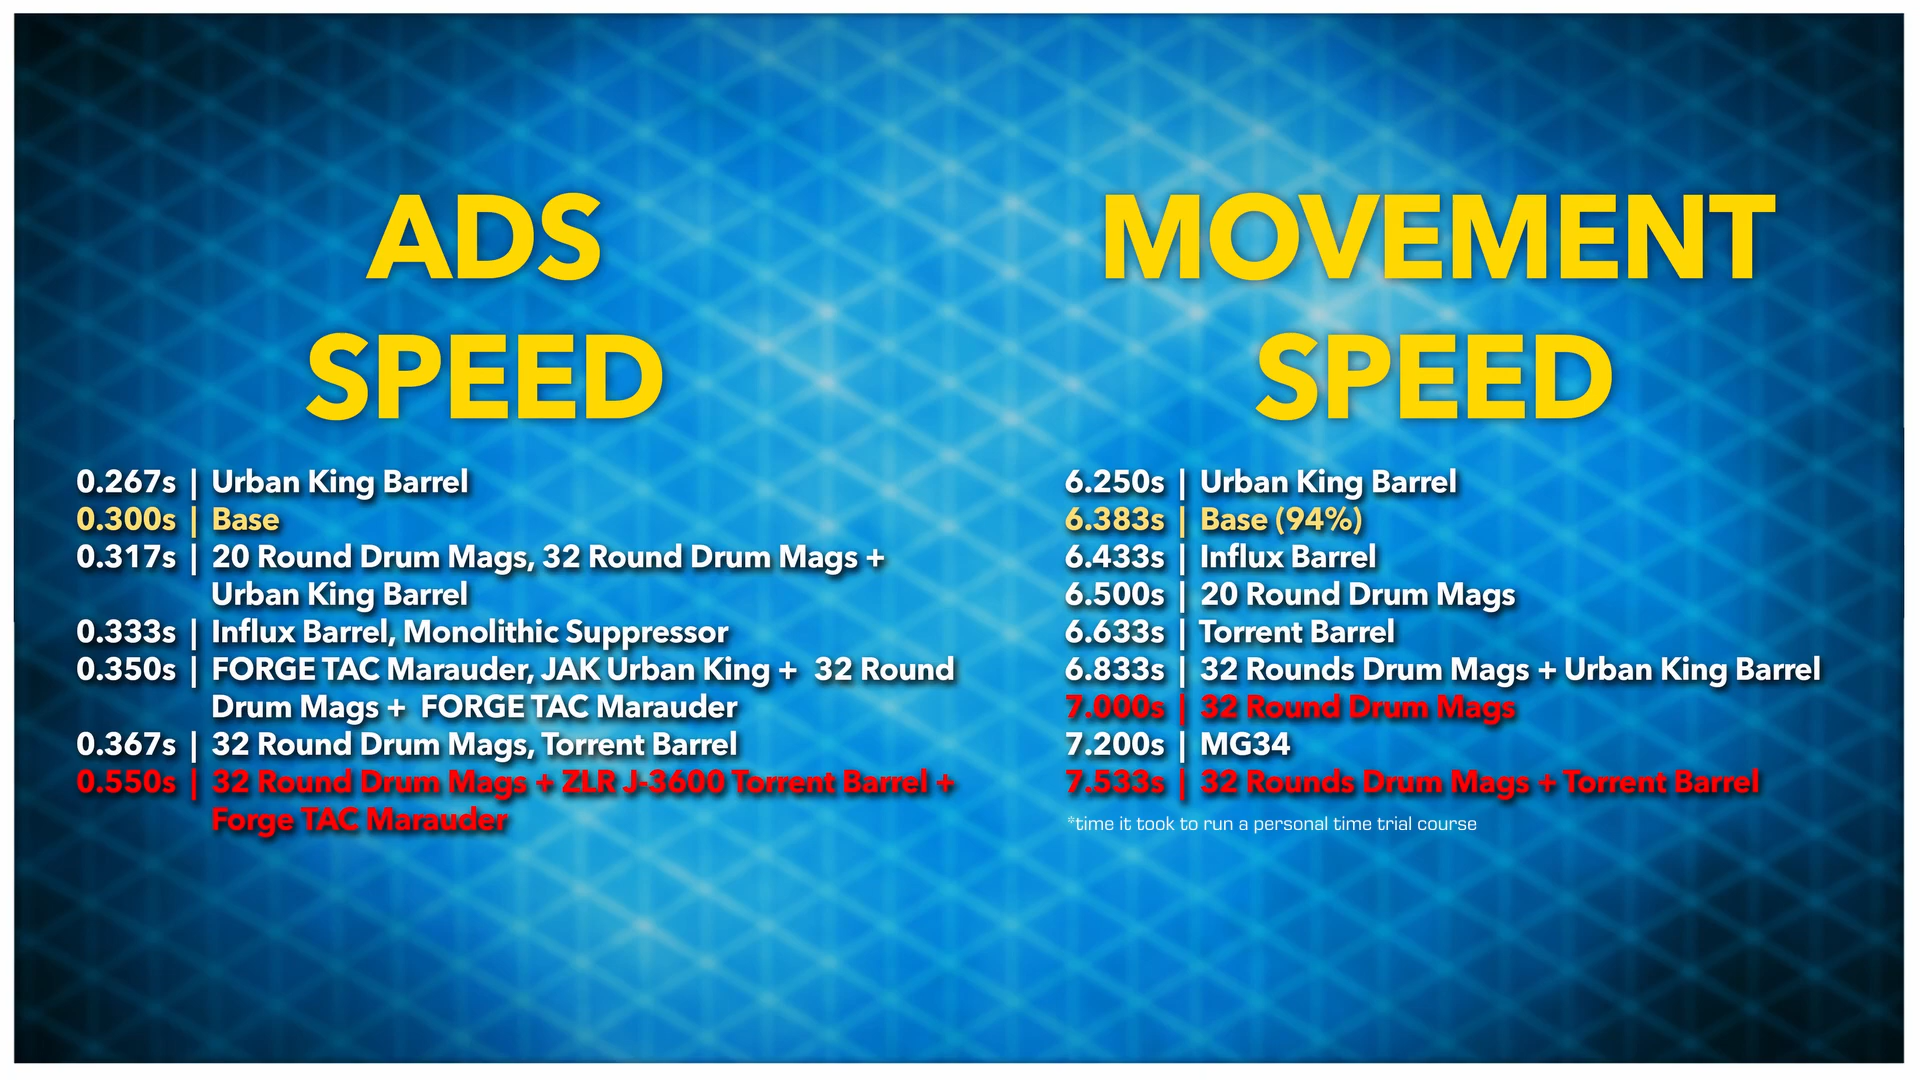 ADS
SPEED
0.267s | Urban King Barrel
0.300s | Base
0.317s | 20 Round Drum Mags, 32 Round Drum Mags +
Urban King Barrel
0.333s | Influx Barrel, Monolithic Suppressor
0.350s | FORGE TAC Marauder, JAK Urban King + 32 Round
Drum Mags + FORGE TAC Marauder
0.367s | 32 Round Drum Mags, Torrent Barrel
0.550s | 32 Round Drum Mags + ZLR J-3600 Torrent Barrel +
Forge TAC Marauder
MOVEMENT
SPEED
6.250s | Urban King Barrel
6.383s | Base (94%)
6.433s | Influx Barrel
6.500s | 20 Round Drum Mags
6.633s | Torrent Barrel
6.833s | 32 Rounds Drum Mags + Urban King Barrel
7.000s | 32 Round Drum Mags
7.200s | MG34
7.533s | 32 Rounds Drum Mags + Torrent Barrel
*time it took to run a personal time trial course